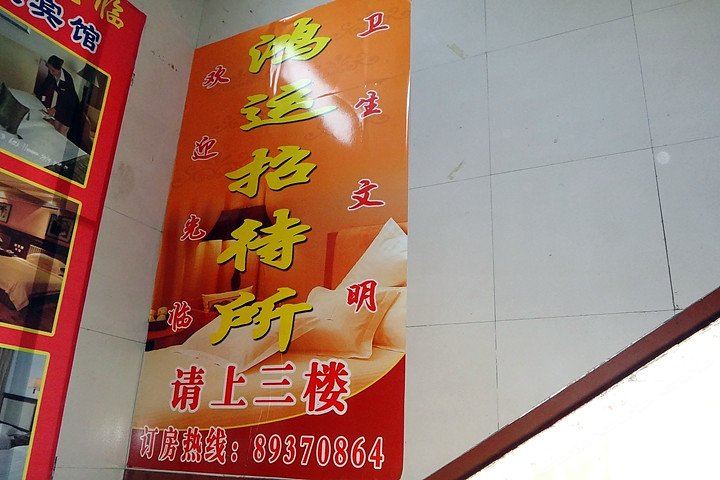 临
宾馆
欢迎光临
鸿运招待所
卫生文明
请上三楼
订房热线：89370864